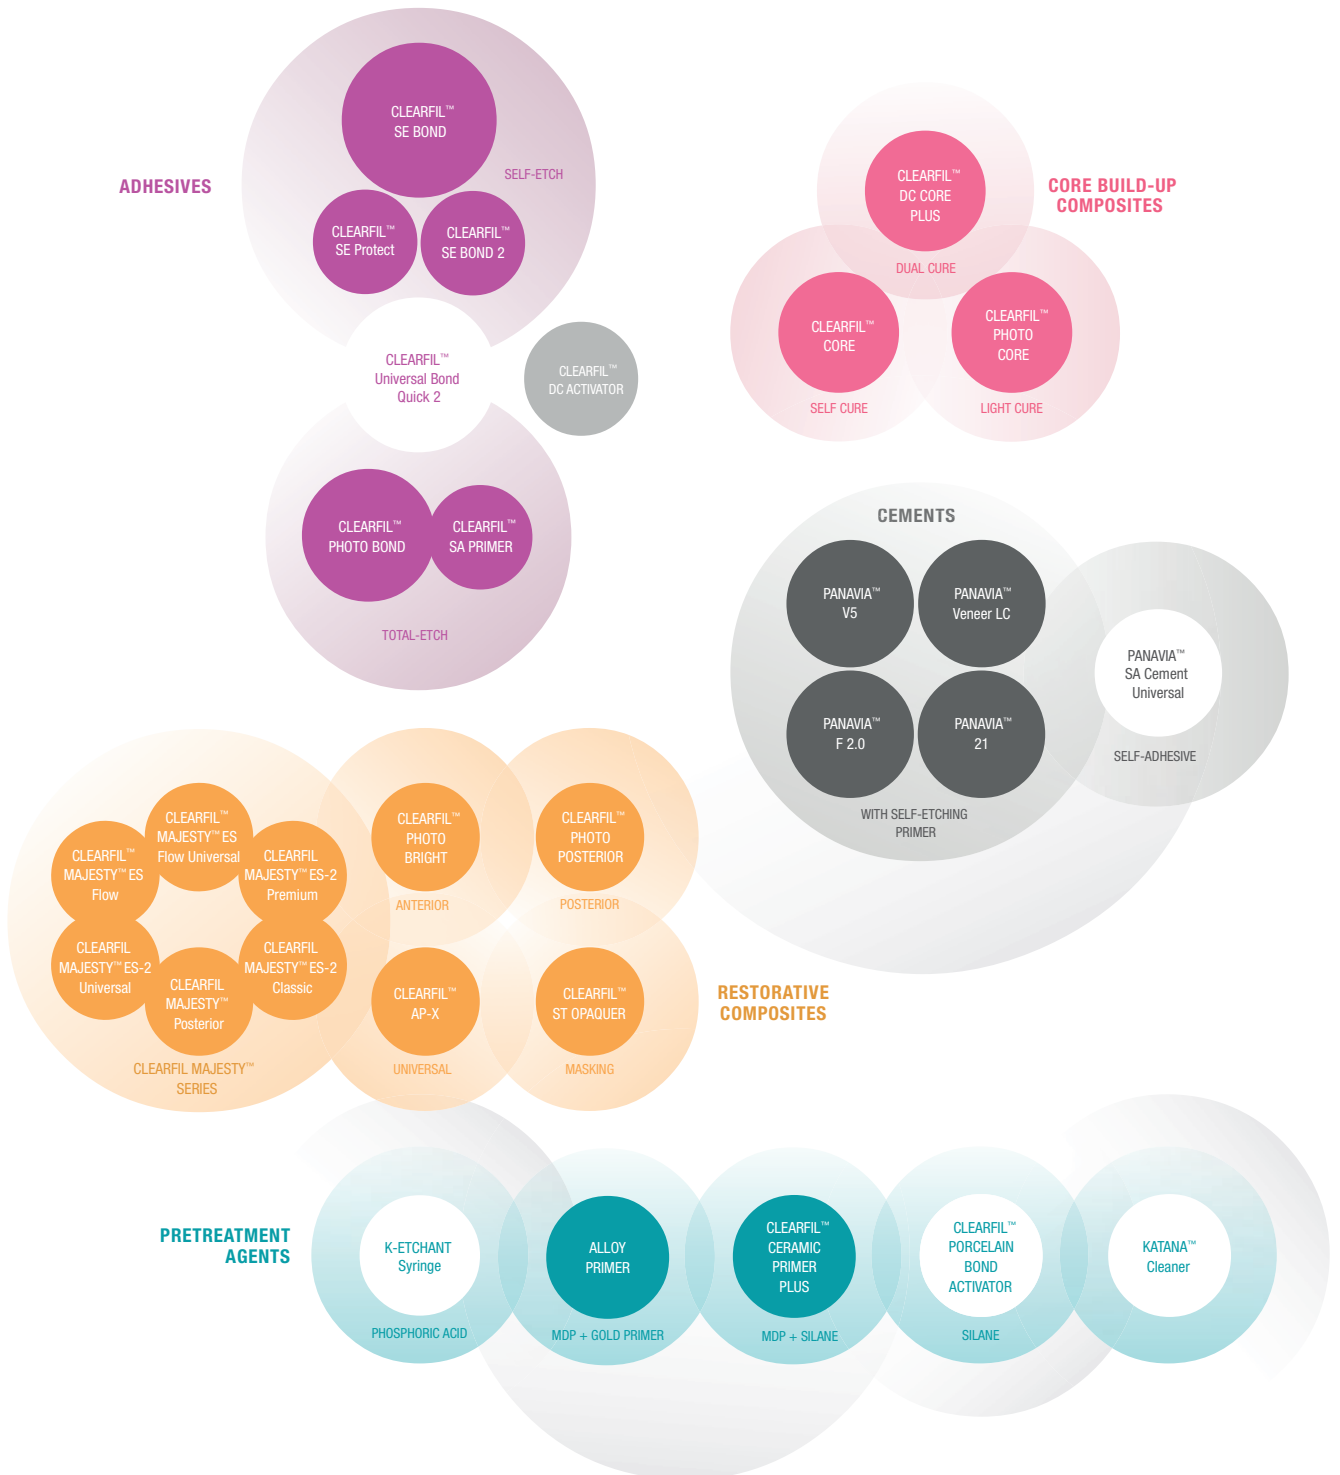 ADHESIVES
CLEARFIL™
SE BOND
SELF-ETCH
CLEARFIL™
SE Protect
CLEARFIL™
SE BOND 2
CLEARFIL™
Universal Bond
Quick 2
CLEARFIL™
DC ACTIVATOR
CLEARFIL™
PHOTO BOND
CLEARFIL™
SA PRIMER
TOTAL-ETCH
CORE BUILD-UP
COMPOSITES
CLEARFIL™
DC CORE
PLUS
DUAL CURE
CLEARFIL™
CORE
SELF CURE
CLEARFIL™
PHOTO
CORE
LIGHT CURE
CEMENTS
PANAVIA™
V5
PANAVIA™
Veneer LC
PANAVIA™
F 2.0
PANAVIA™
21
WITH SELF-ETCHING
PRIMER
PANAVIA™
SA Cement
Universal
SELF-ADHESIVE
CLEARFIL™
MAJESTY™ ES
Flow Universal
CLEARFIL™
MAJESTY™ ES
Flow
CLEARFIL
MAJESTY™ ES-2
Premium
CLEARFIL
MAJESTY™ ES-2
Universal
CLEARFIL
MAJESTY™
Posterior
CLEARFIL
MAJESTY™ ES-2
Classic
CLEARFIL MAJESTY™
SERIES
CLEARFIL™
PHOTO
BRIGHT
ANTERIOR
CLEARFIL™
PHOTO
POSTERIOR
POSTERIOR
CLEARFIL™
AP-X
UNIVERSAL
CLEARFIL™
ST OPAQUER
MASKING
RESTORATIVE
COMPOSITES
PRETREATMENT
AGENTS
K-ETCHANT
Syringe
PHOSPHORIC ACID
ALLOY
PRIMER
MDP + GOLD PRIMER
CLEARFIL™
CERAMIC
PRIMER
PLUS
MDP + SILANE
CLEARFIL™
PORCELAIN
BOND
ACTIVATOR
SILANE
KATANA™
Cleaner